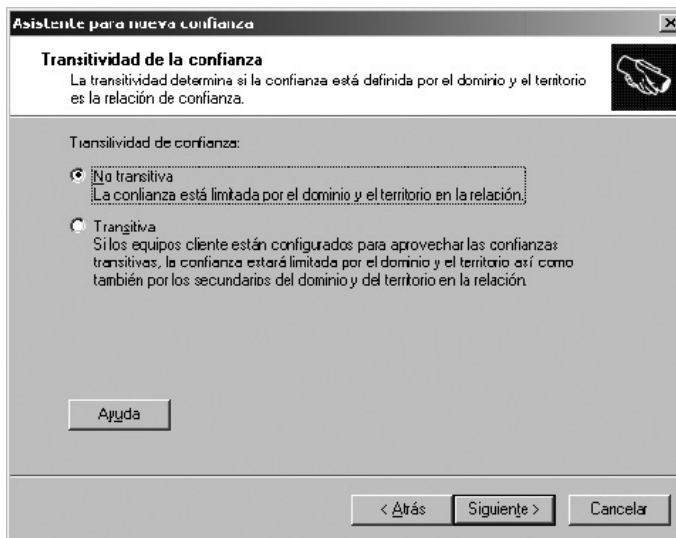 Asistente para nueva confianza
Transitividad de la confianza
La transitividad determina si la confianza está definida por el dominio y el territorio
es la relación de confianza.
Transitividad de confianza:
No transitiva
La confianza está limitada por el dominio y el territorio en la relación.
Transitiva
Si los equipos cliente están configurados para aprovechar las confianzas
transitivas, la confianza estará limitada por el dominio y el territorio así como
también por los secundarios del dominio y del territorio en la relación.
Ayuda
< Atrás
Siguiente >
Cancelar